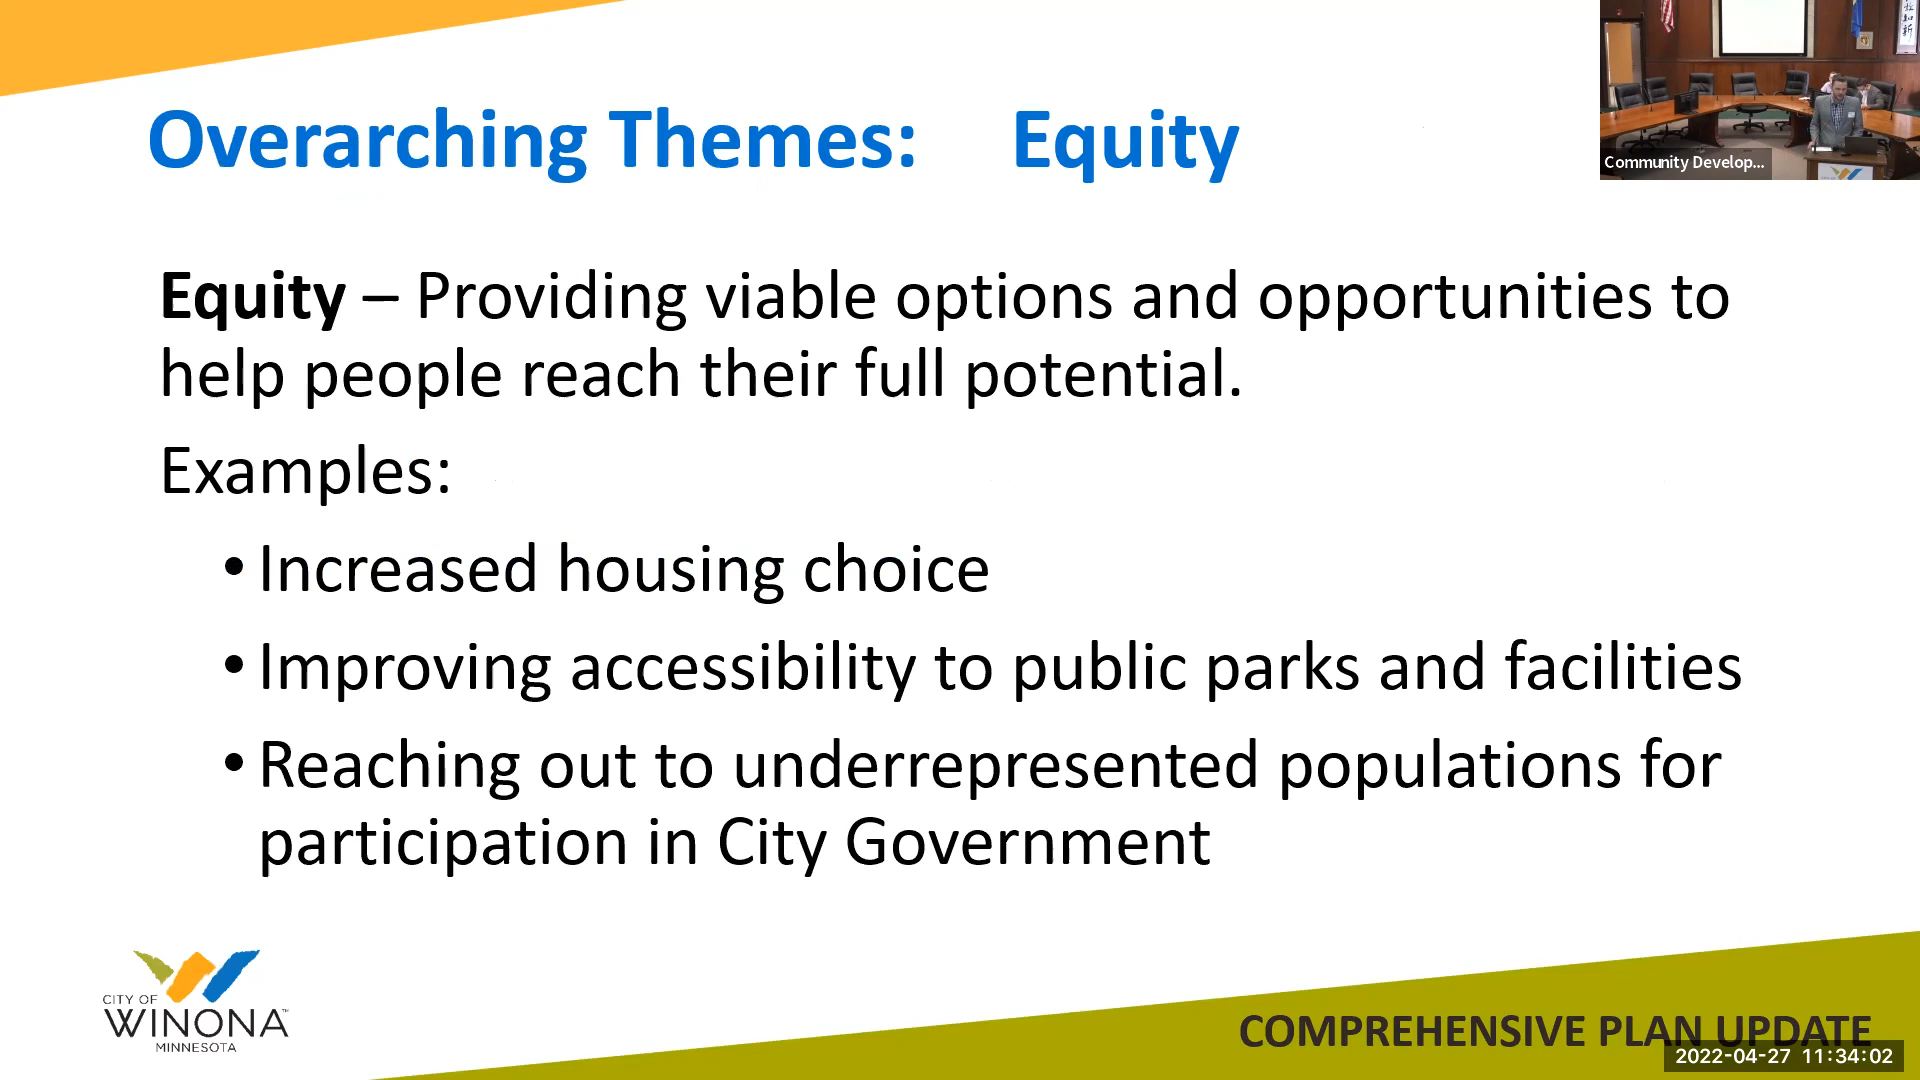 Overarching Themes: Equity
Community Develop...
Equity – Providing viable options and opportunities to
help people reach their full potential.
Examples:
• Increased housing choice
• Improving accessibility to public parks and facilities
• Reaching out to underrepresented populations for
participation in City Government
CITY OF
WINONA™
MINNESOTA
COMPREHENSIVE PLAN UPDATE
2022-04-27 11:34:02